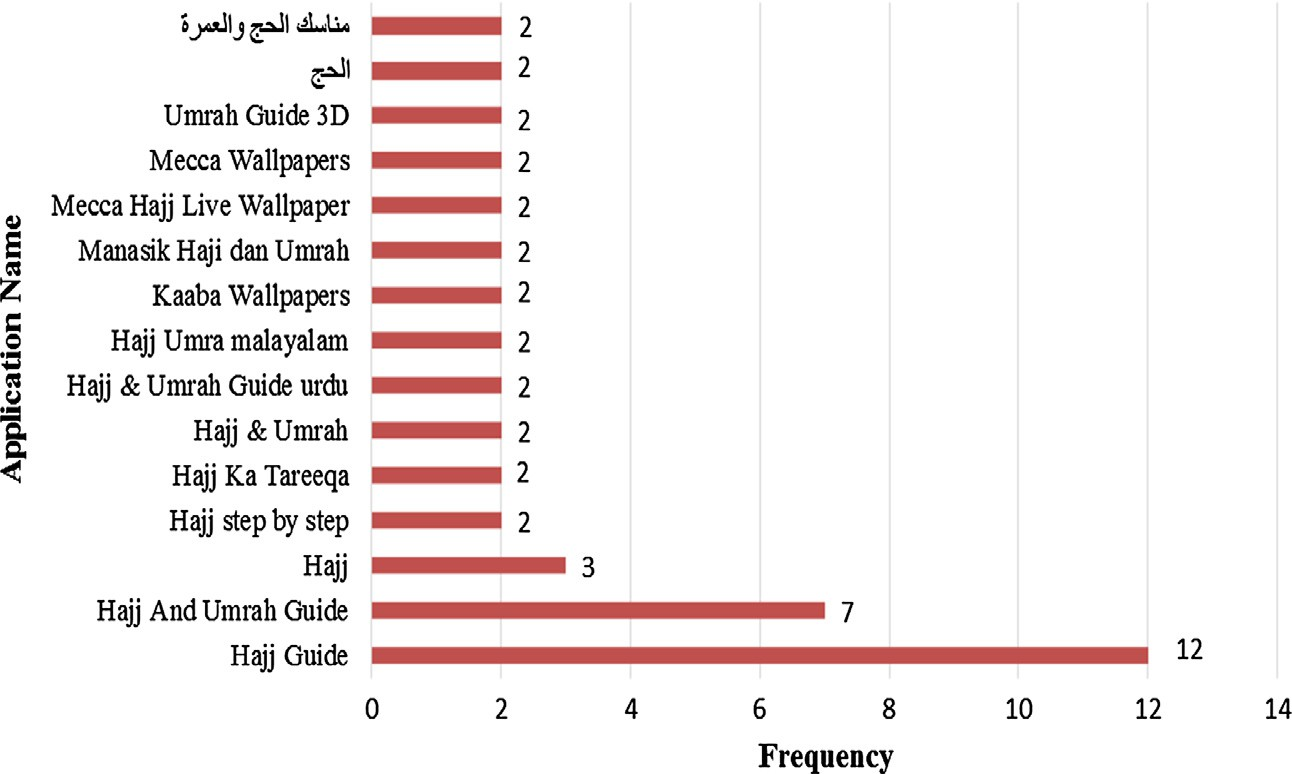 مناسك الحج والعمرة 2
الحج 2
Umrah Guide 3D 2
Mecca Wallpapers 2
Mecca Hajj Live Wallpaper 2
Manasik Haji dan Umrah 2
Kaaba Wallpapers 2
Hajj Umra malayalam 2
Hajj & Umrah Guide urdu 2
Hajj & Umrah 2
Hajj Ka Tareeqa 2
Hajj step by step 2
Hajj 3
Hajj And Umrah Guide 7
Hajj Guide 12
0 2 4 6 8 10 12 14
Frequency
Application Name